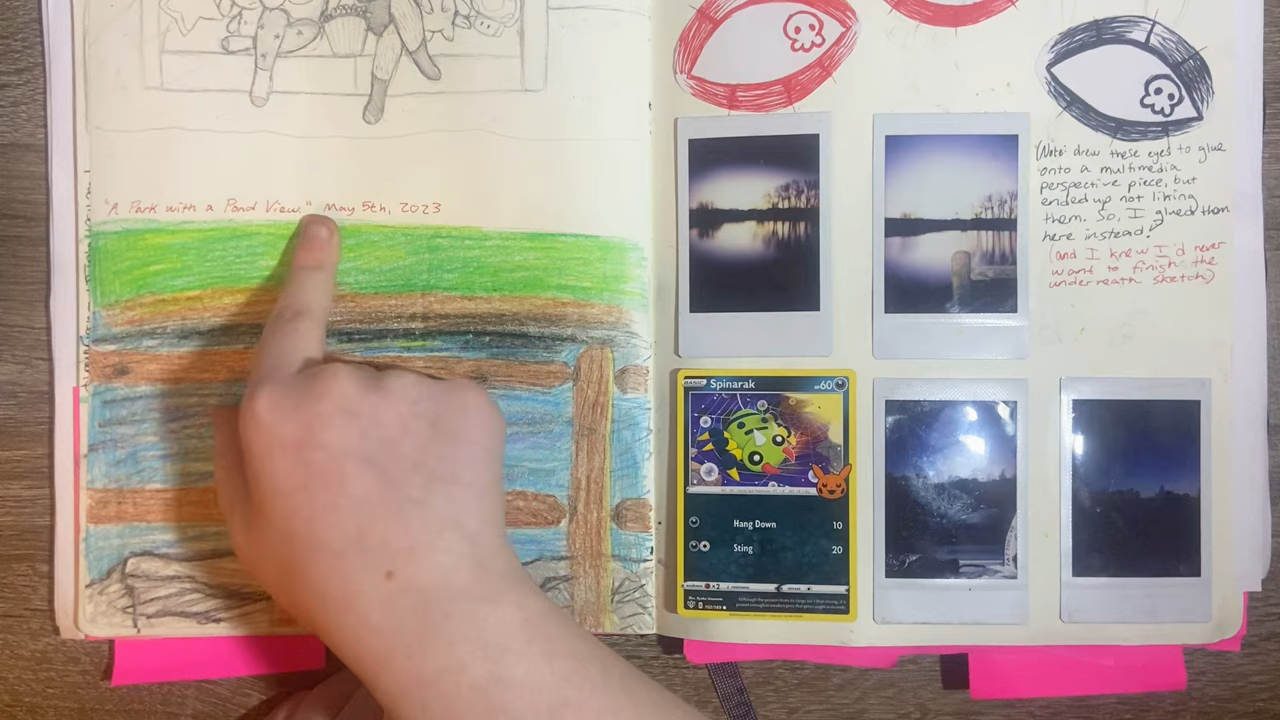 "A Park with a Pond View" May 5th, 2023
(Note: drew these eyes to glue
onto a multimedia
perspective piece, but
ended up not liking
them. So, I glued them
here instead!
(and I knew I'd never
want to finish the
underneath sketch)
BASIC Spinarak 60
Hang Down 10
Sting 20
x2